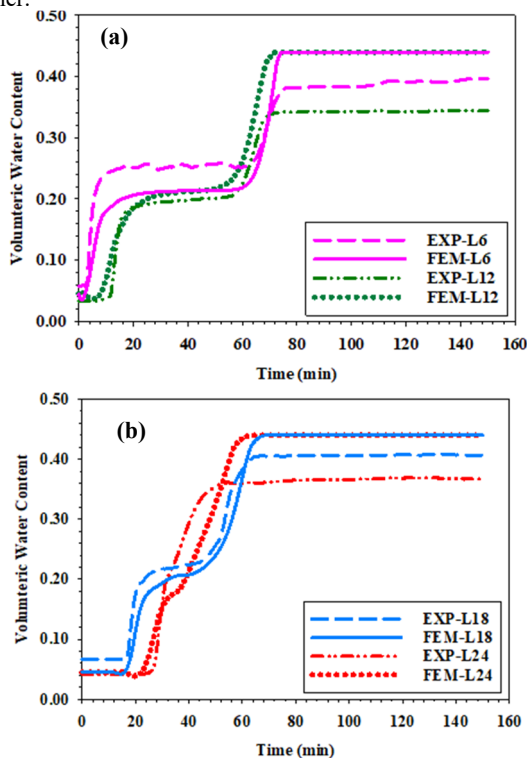 (a)
0.50
0.40
0.30
0.20
0.10
0.00
Volumnteric Water Content
EXP-L6
FEM-L6
EXP-L12
FEM-L12
0 20 40 60 80 100 120 140 160
Time (min)
(b)
0.50
0.40
0.30
0.20
0.10
0.00
Volumnteric Water Content
EXP-L18
FEM-L18
EXP-L24
FEM-L24
0 20 40 60 80 100 120 140 160
Time (min)